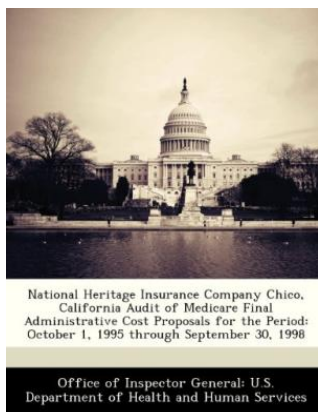 National Heritage Insurance Company Chico,
California Audit of Medicare Final
Administrative Cost Proposals for the Period:
October 1, 1995 through September 30, 1998
Office of Inspector General: U.S.
Department of Health and Human Services